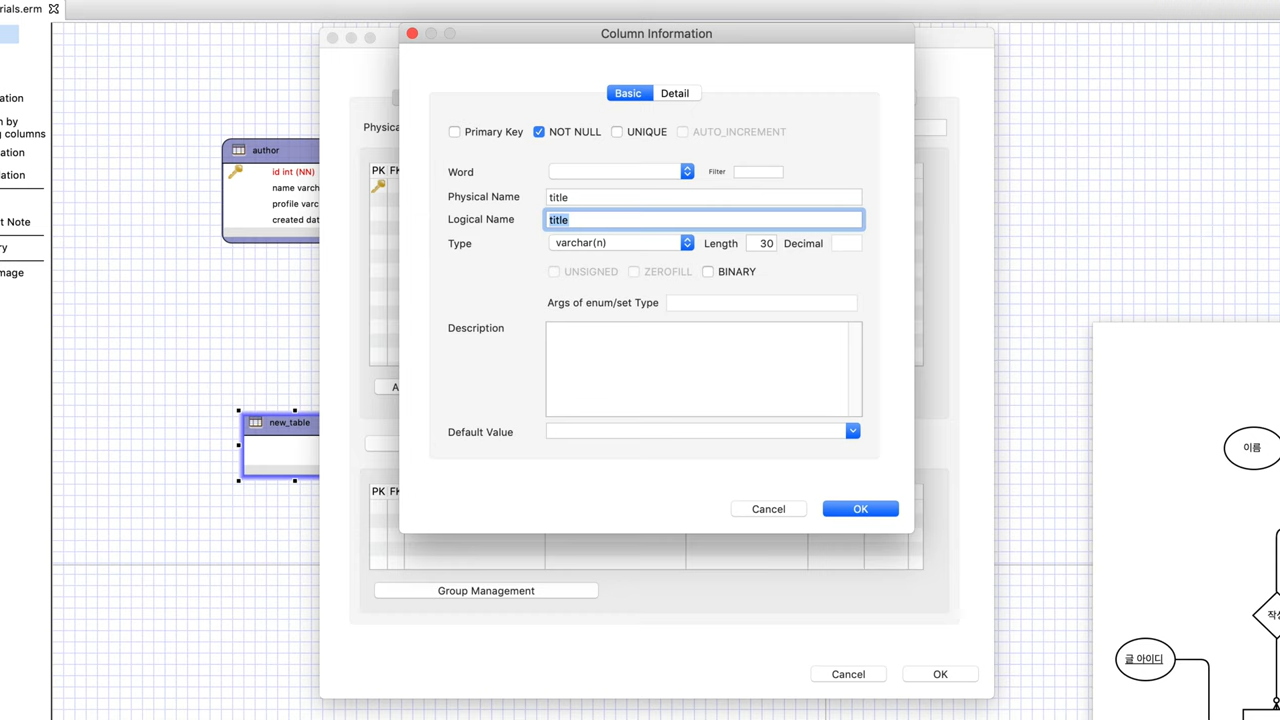 rials.erm
Column Information
Basic
Detail
Primary Key
NOT NULL
UNIQUE
AUTO_INCREMENT
Word
Filter
Physical Name
title
Logical Name
title
Type
varchar(n)
Length
30
Decimal
UNSIGNED
ZEROFILL
BINARY
Args of enum/set Type
Description
Default Value
Cancel
OK
ation
n by
g columns
ation
ation
t Note
ry
mage
author
id int (NN)
name varch
profile varc
created dat
new_table
Physica
PK FK
A
PK FK
Group Management
Cancel
OK
이름
작성
글 아이디